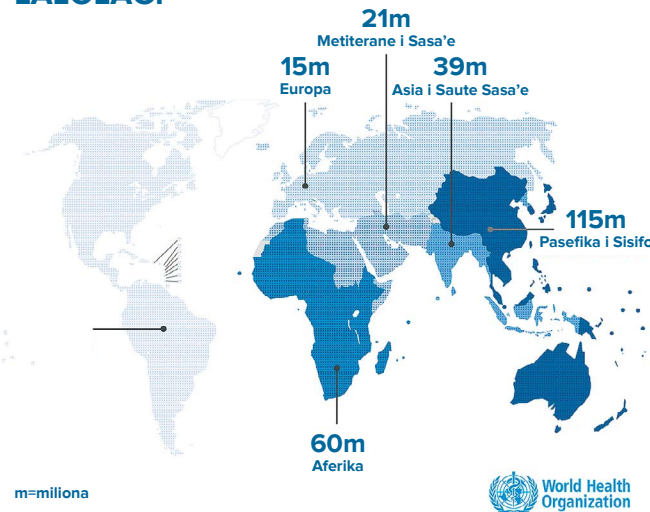 21m
Metiterane i Sasa’e
15m
Europa
39m
Asia i Saute Sasa’e
115m
Pasefika i Sisifo
60m
Aferika
m=miliona
World Health
Organization